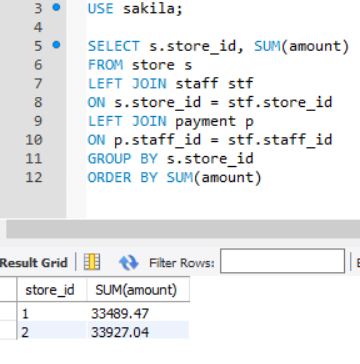 3 USE sakila;
4
5 SELECT s.store_id, SUM(amount)
6 FROM store s
7 LEFT JOIN staff stf
8 ON s.store_id = stf.store_id
9 LEFT JOIN payment p
10 ON p.staff_id = stf.staff_id
11 GROUP BY s.store_id
12 ORDER BY SUM(amount)
Result Grid Filter Rows:
store_id SUM(amount)
1 33489.47
2 33927.04